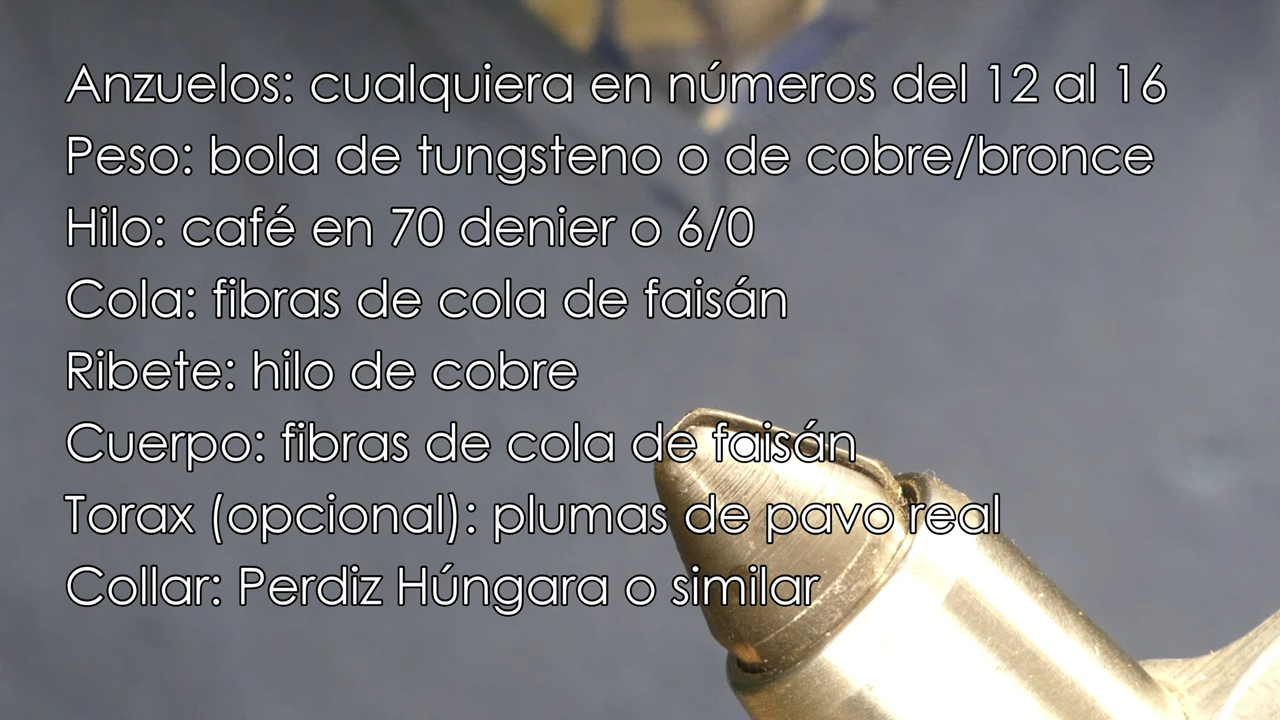 Anzuelos: cualquiera en números del 12 al 16
Peso: bola de tungsteno o de cobre/bronce
Hilo: café en 70 denier o 6/0
Cola: fibras de cola de faisán
Ribete: hilo de cobre
Cuerpo: fibras de cola de faisán
Torax (opcional): plumas de pavo real
Collar: Perdiz Húngara o similar